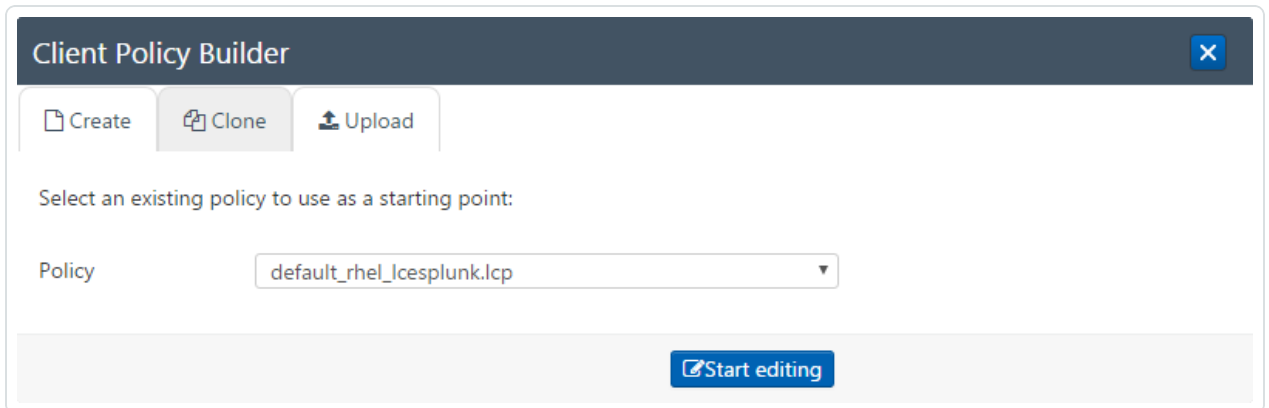 Client Policy Builder
Create Clone Upload
Select an existing policy to use as a starting point:
Policy default_rhel_lcesplunk.lcp
Start editing